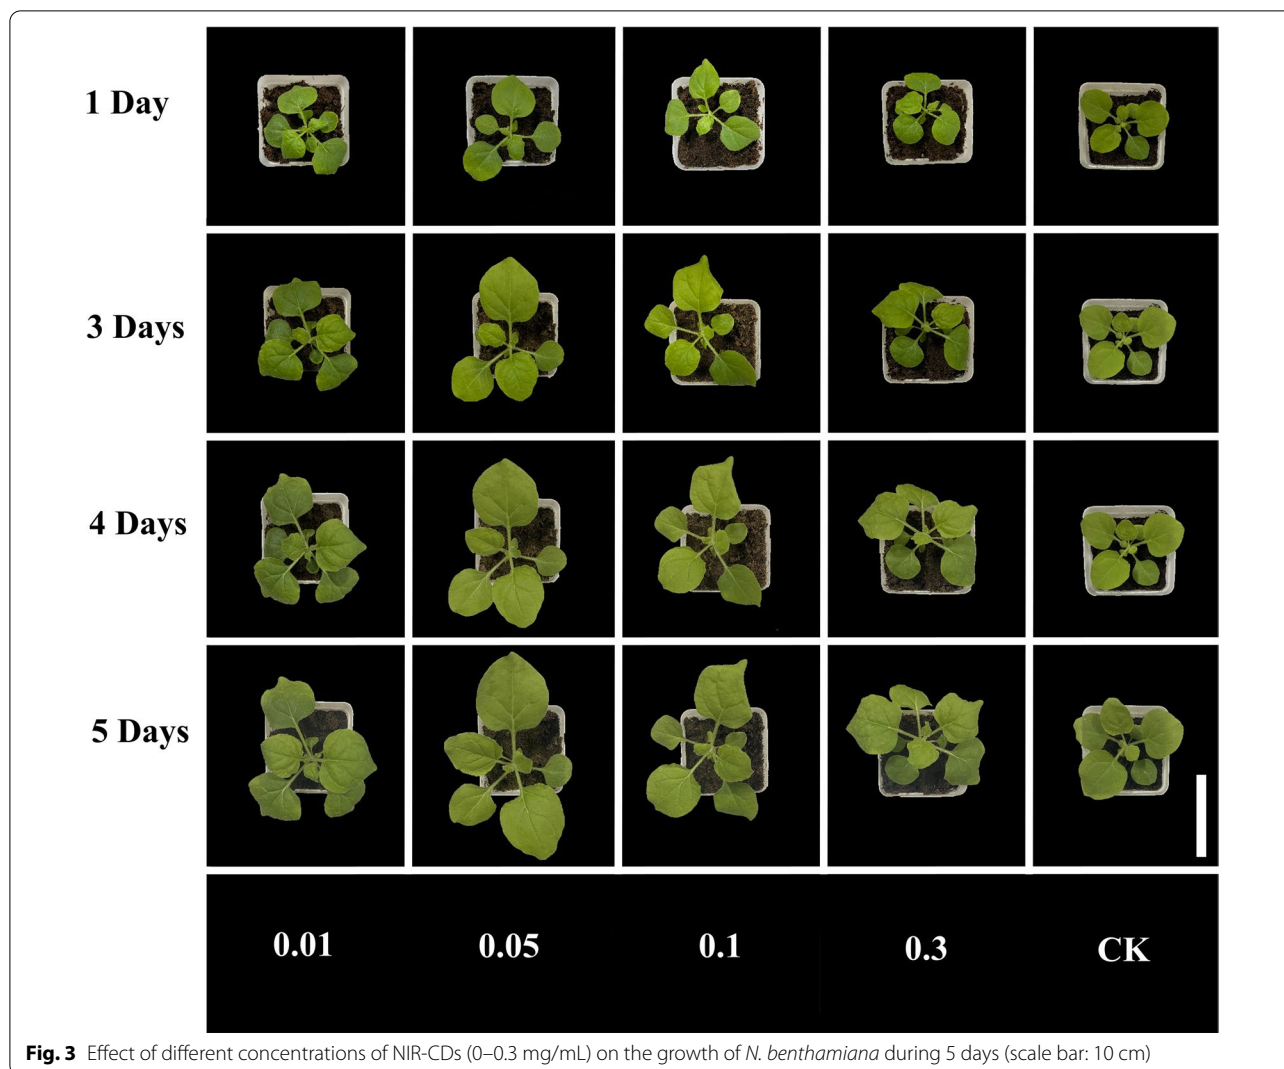 1 Day
3 Days
4 Days
5 Days
0.01 0.05 0.1 0.3 CK
Fig. 3 Effect of different concentrations of NIR-CDs (0–0.3 mg/mL) on the growth of N. benthamiana during 5 days (scale bar: 10 cm)